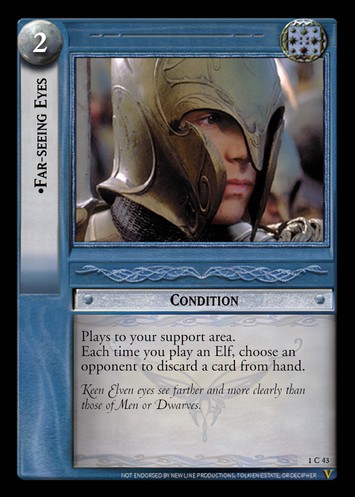 2
•Far-seeing Eyes
Condition
Plays to your support area.
Each time you play an Elf, choose an
opponent to discard a card from hand.
Keen Elven eyes see farther and more clearly than
those of Men or Dwarves.
1 C 43
NOT ENDORSED BY NEW LINE PRODUCTIONS, TOLKIEN ESTATE, OR DECIPHER
V